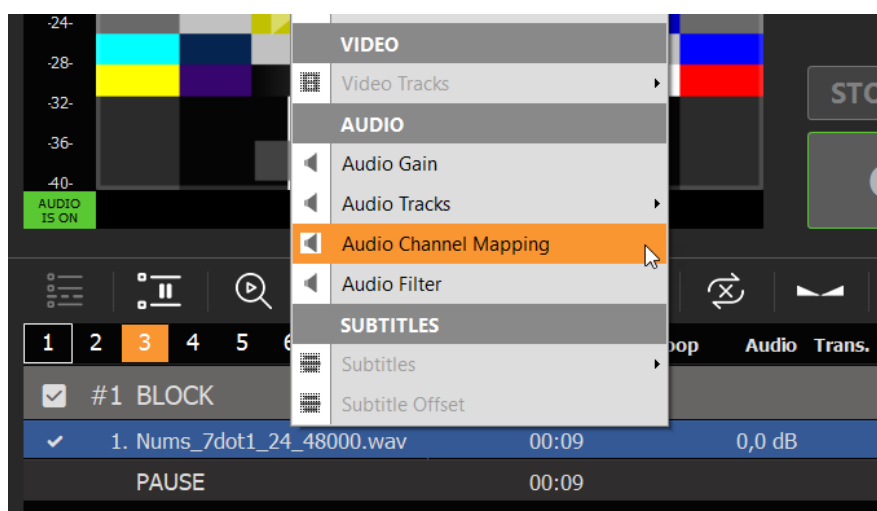 -24-
-28-
-32-
-36-
-40-
AUDIO
IS ON
VIDEO
Video Tracks
AUDIO
Audio Gain
Audio Tracks
Audio Channel Mapping
Audio Filter
SUBTITLES
Subtitles
Subtitle Offset
STO
1 2 3 4 5 6 oop Audio Trans.
#1 BLOCK
1. Nums_7dot1_24_48000.wav 00:09 0,0 dB
PAUSE 00:09